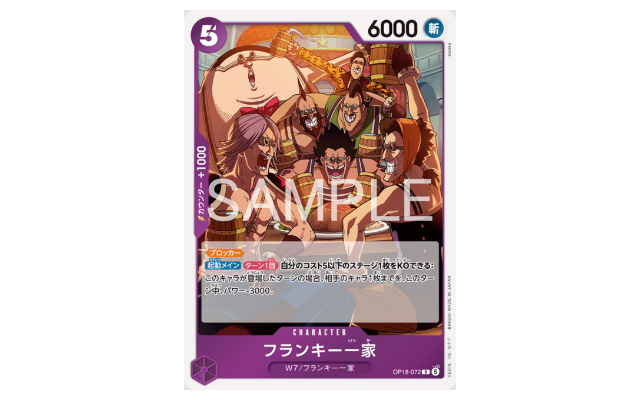 5
6000
斬
カウンター +1000
SAMPLE
ブロッカー
起動メイン ターン1回 自分のコスト5以下のステージ1枚をKOできる：
このキャラが登場したターンの場合、相手のキャラ1枚までを、このター
ン中、パワー-3000。
CHARACTER
フランキー一家
いっか
W7/フランキー一家
OP18-072 R